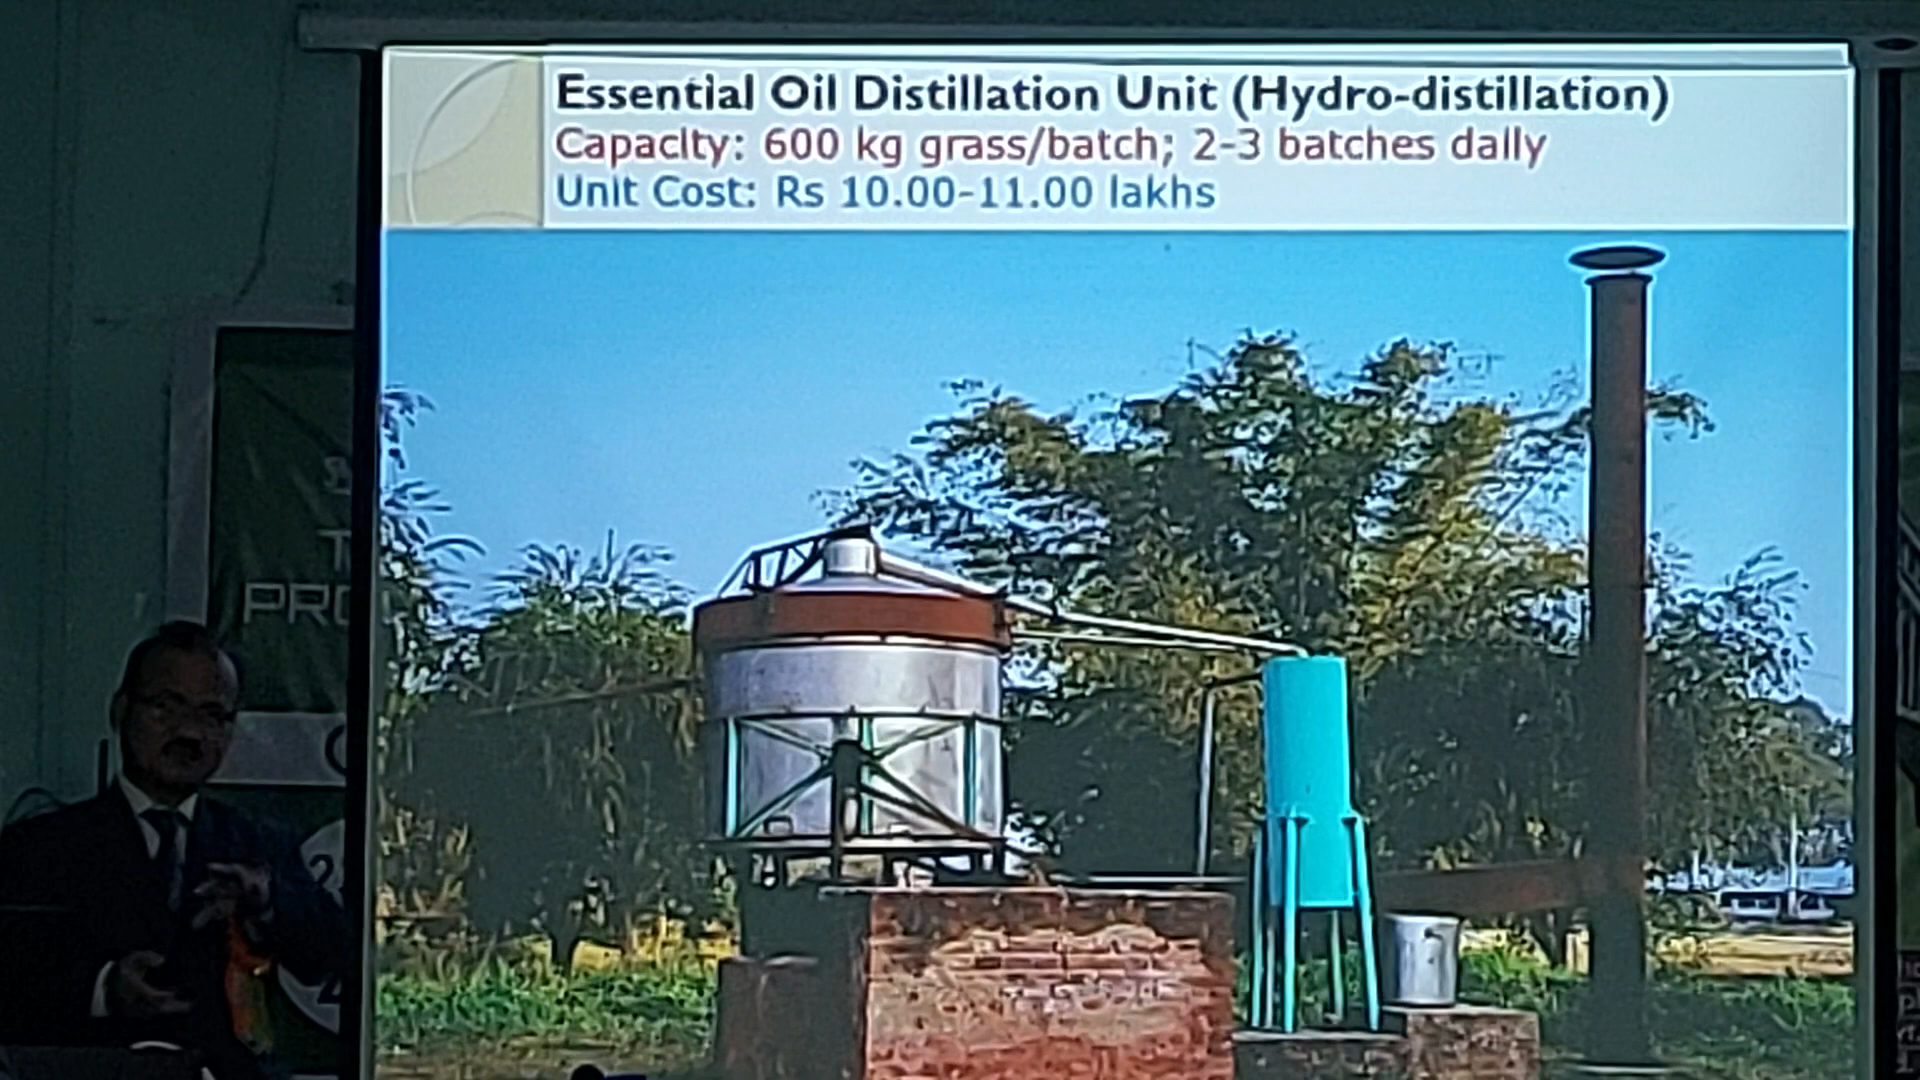 Essential Oil Distillation Unit (Hydro-distillation)
Capacity: 600 kg grass/batch; 2-3 batches daily
Unit Cost: Rs 10.00-11.00 lakhs